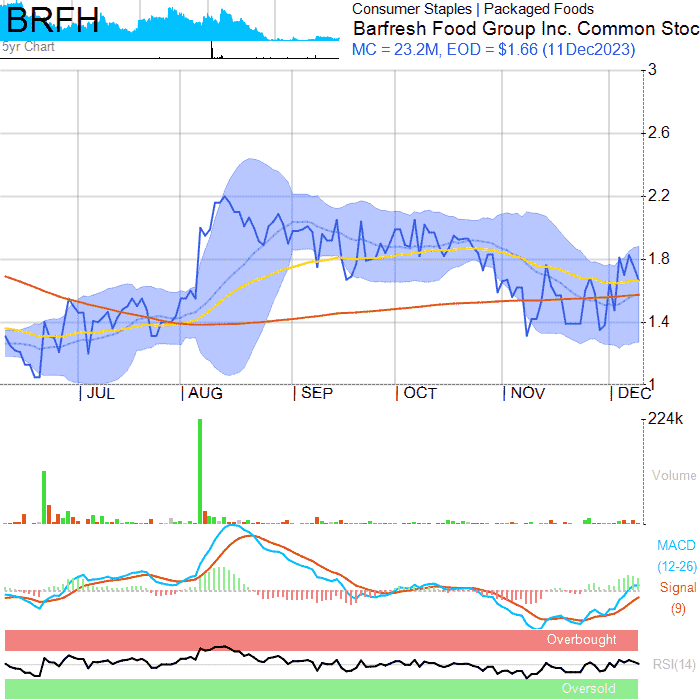 BRFH
5yr Chart
Consumer Staples | Packaged Foods
Barfresh Food Group Inc. Common Stoc
MC = 23.2M, EOD = $1.66 (11Dec2023)
3
2.6
2.2
1.8
1.4
1
JUL AUG SEP OCT NOV DEC
224k
Volume
MACD
(12-26)
Signal
(9)
Overbought
RSI(14)
Oversold